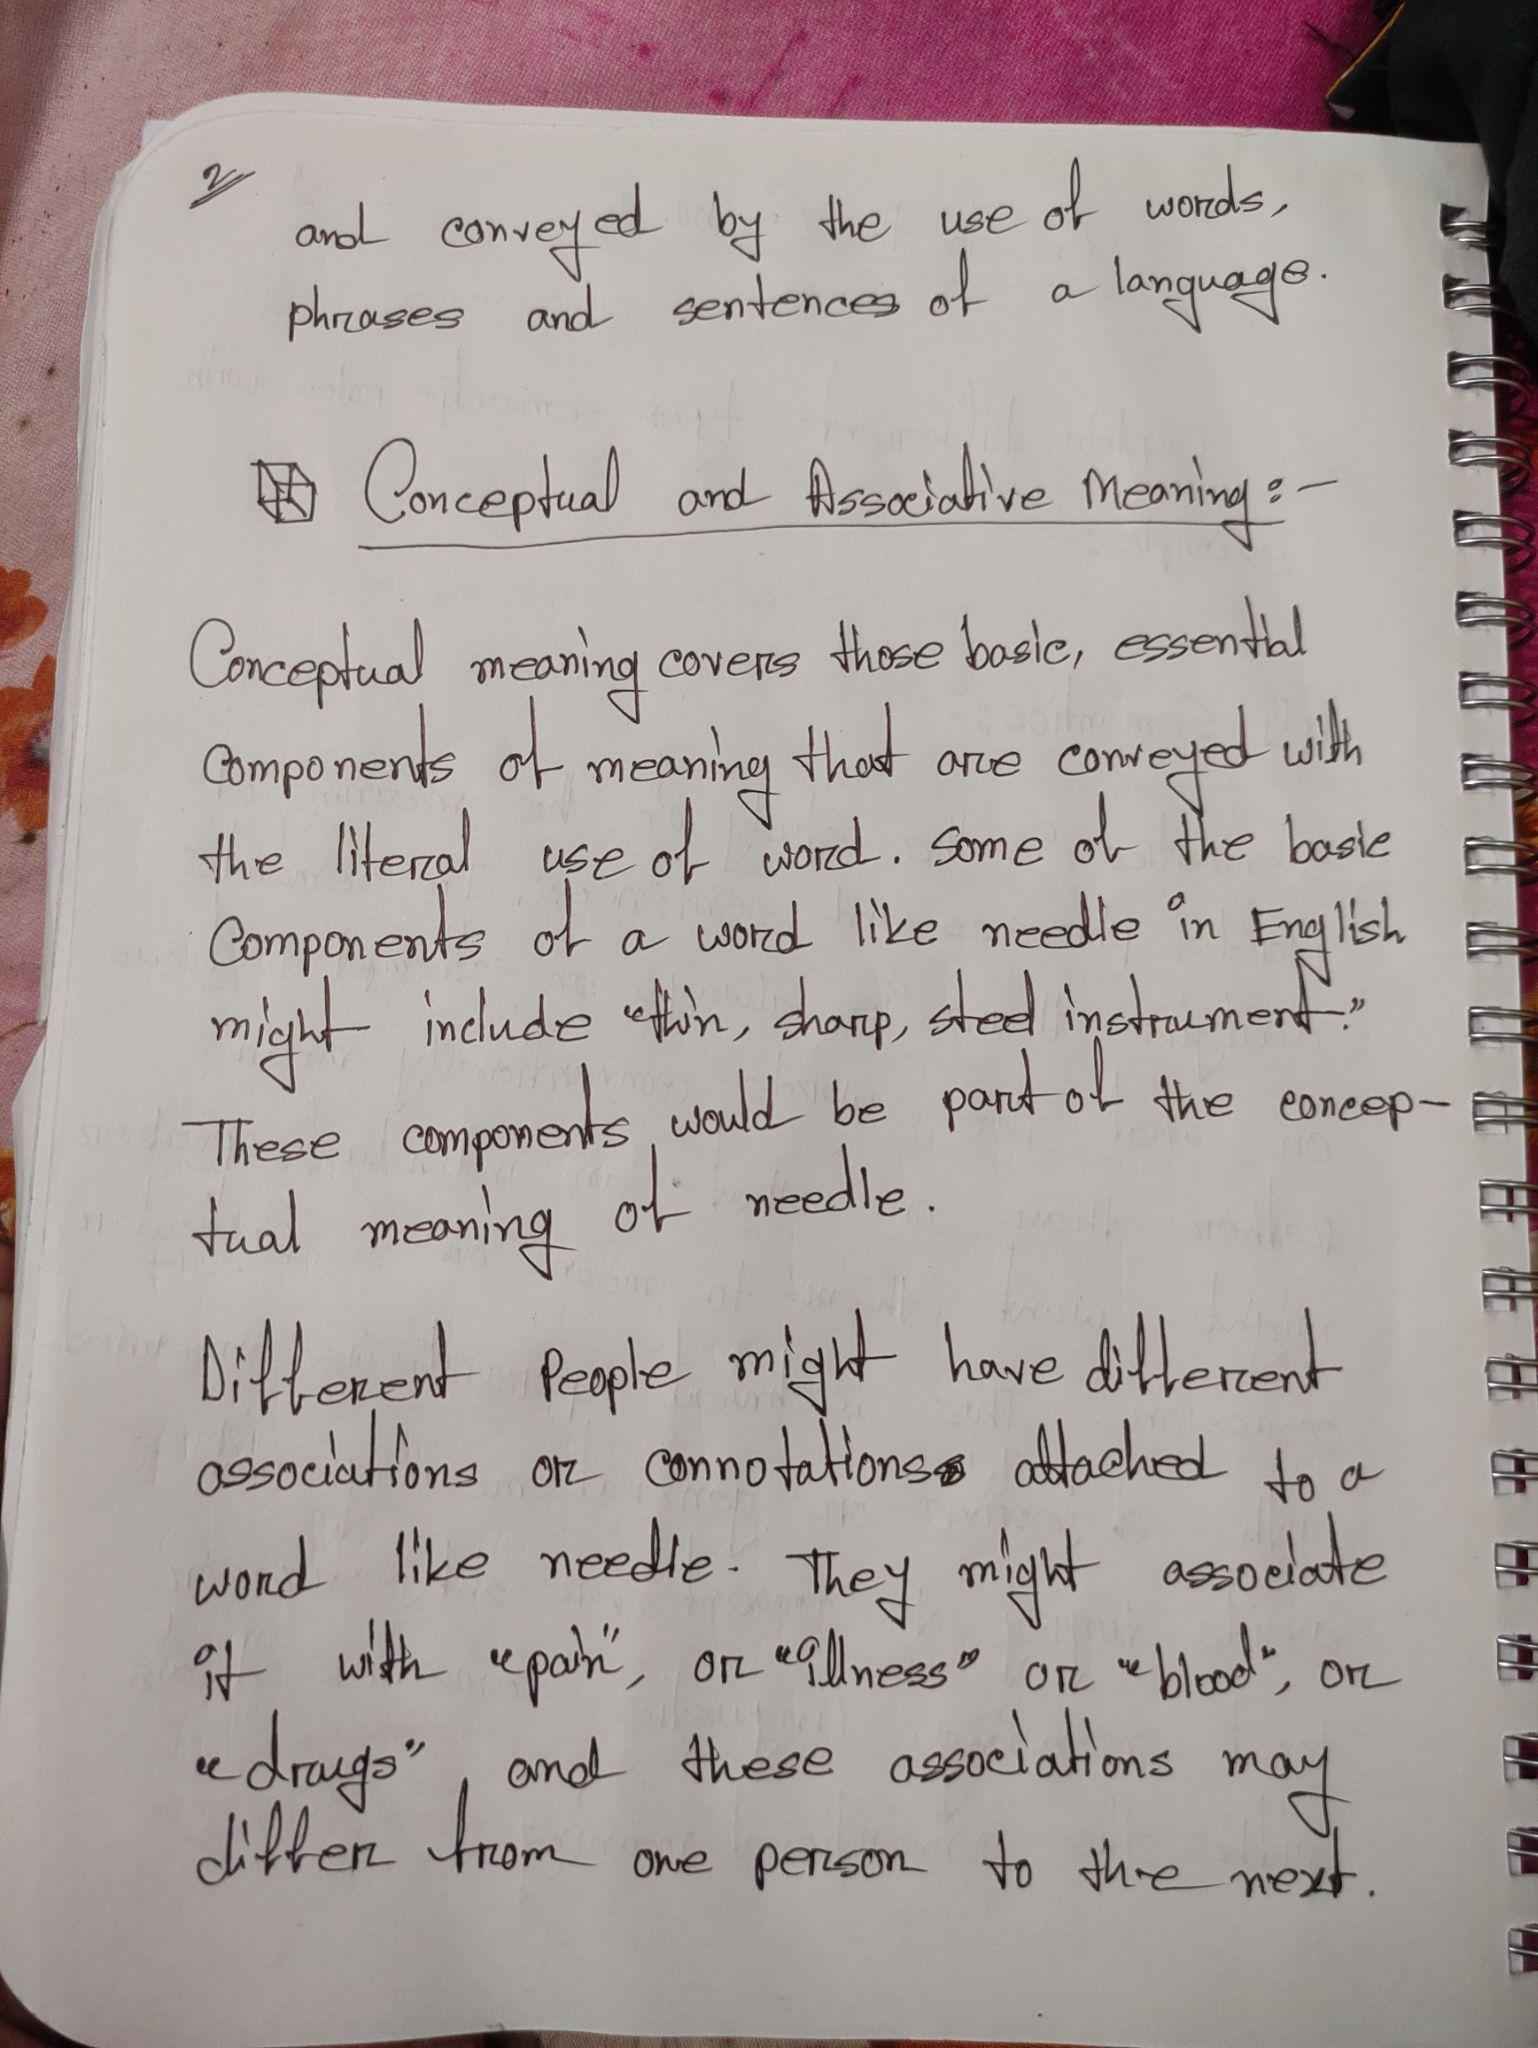 2
and conveyed by the use of words,
phrases and sentences of a language.
Conceptual and Associative Meaning:-
Conceptual meaning covers those basic, essential
components of meaning that are conveyed with
the literal use of word. Some of the basic
Components of a word like needle in English
might include "thin, sharp, steel instrument."
These components would be part of the concep-
tual meaning of needle.
Different People might have different
associations or connotations attached to a
word like needle. They might associate
it with "pain", or "illness" or "blood", or
"drugs", and these associations may
differ from one person to the next.